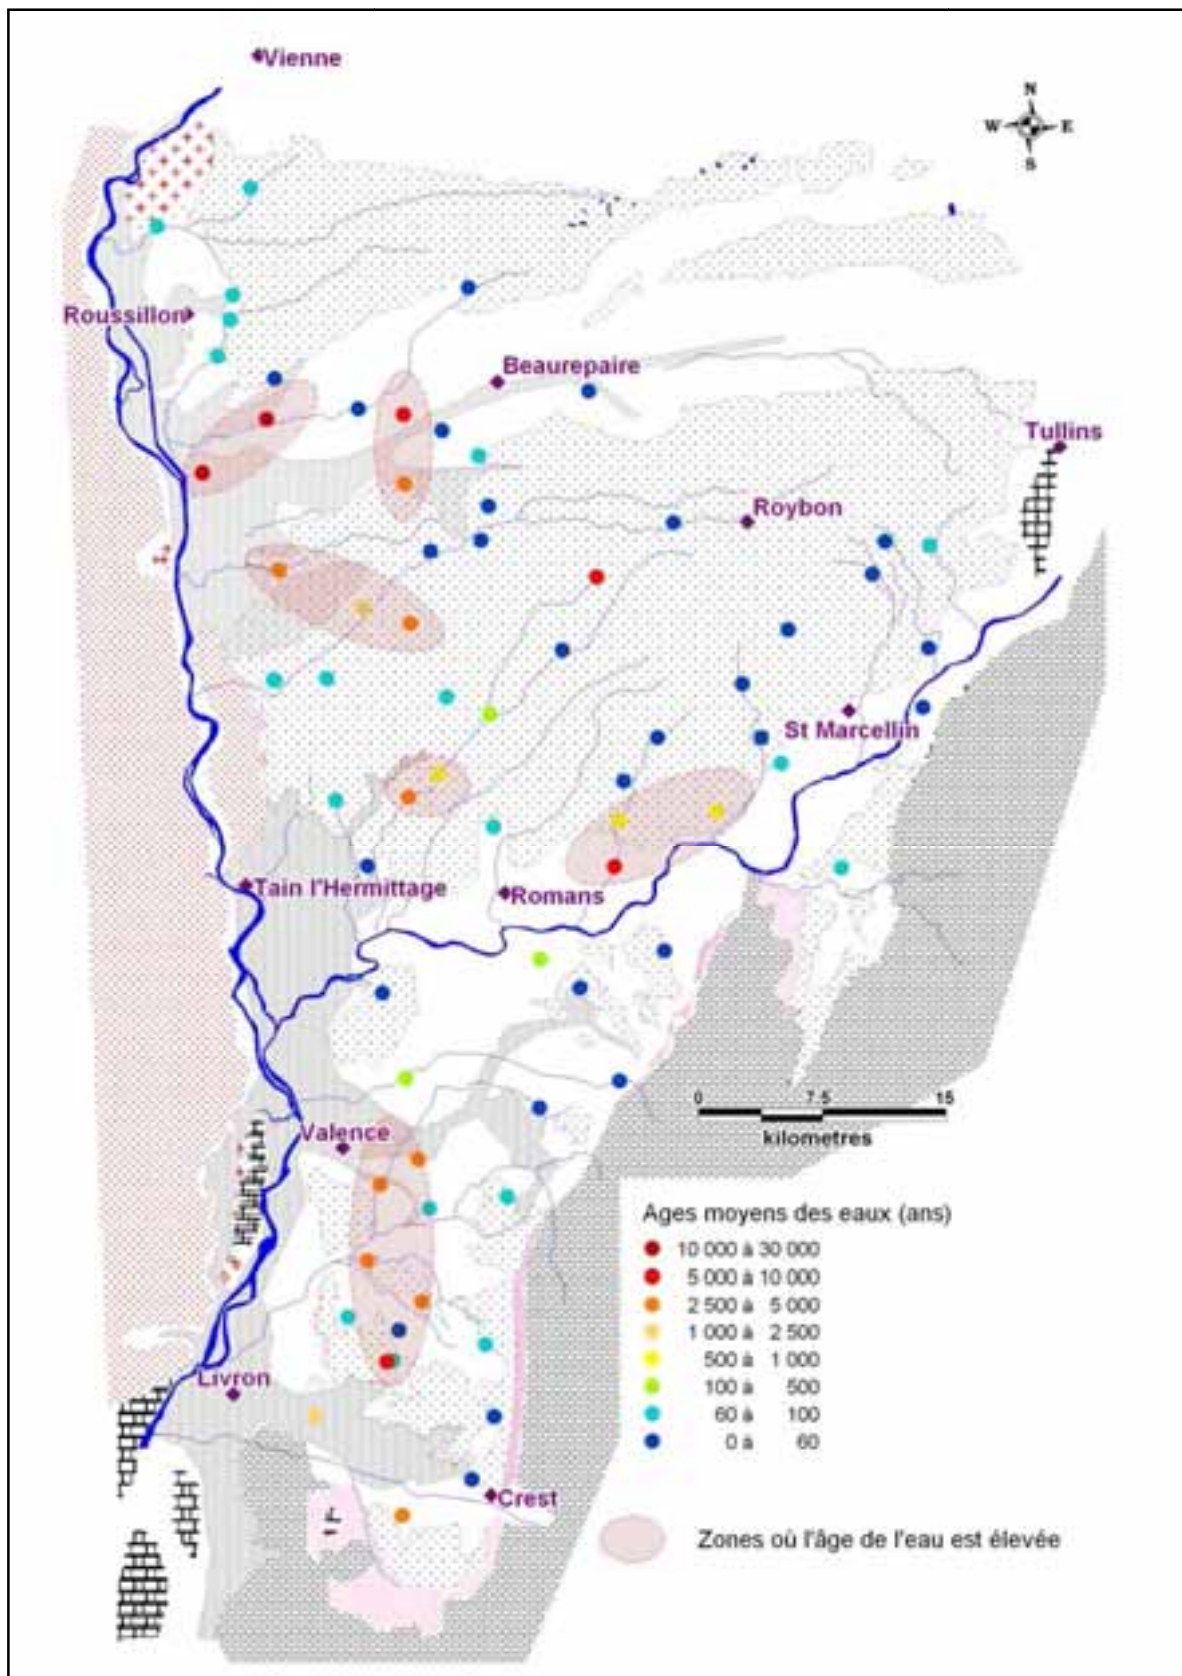 Vienne
N
W E
S
Roussillon
Beaurepaire
Tullins
Roybon
St Marcellin
Tain l'Hermittage
Romans
0 7.5 15
kilometres
Valence
Ages moyens des eaux (ans)
10 000 à 30 000
5 000 à 10 000
2 500 à 5 000
1 000 à 2 500
500 à 1 000
100 à 500
60 à 100
0 à 60
Livron
Crest
Zones où l'âge de l'eau est élevée